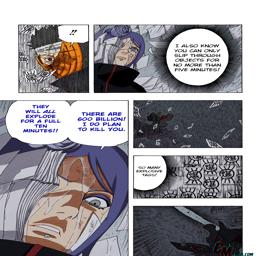 !!
I ALSO KNOW
YOU CAN ONLY
SLIP THROUGH
OBJECTS FOR
NO MORE THAN
FIVE MINUTES!
THERE ARE
600 BILLION!
I DO PLAN
TO KILL YOU.
THEY
WILL ALL
EXPLODE
FOR A FULL
TEN
MINUTES!!
SO MANY
EXPLOSIVE
TAGS!